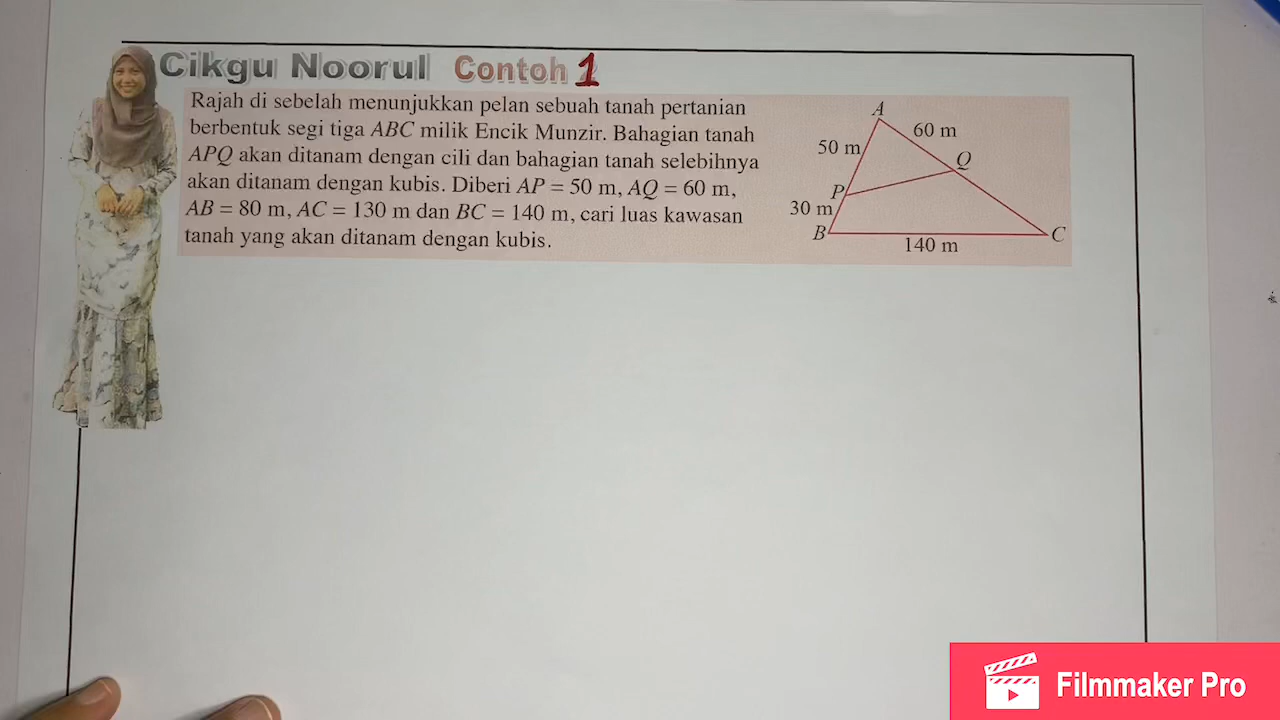 Cikgu Noorul Contoh 1
Rajah di sebelah menunjukkan pelan sebuah tanah pertanian
berbentuk segi tiga ABC milik Encik Munzir. Bahagian tanah
APQ akan ditanam dengan cili dan bahagian tanah selebihnya
akan ditanam dengan kubis. Diberi AP = 50 m, AQ = 60 m,
AB = 80 m, AC = 130 m dan BC = 140 m, cari luas kawasan
tanah yang akan ditanam dengan kubis.
A
60 m
50 m
Q
P
30 m
B
C
140 m
Filmmaker Pro